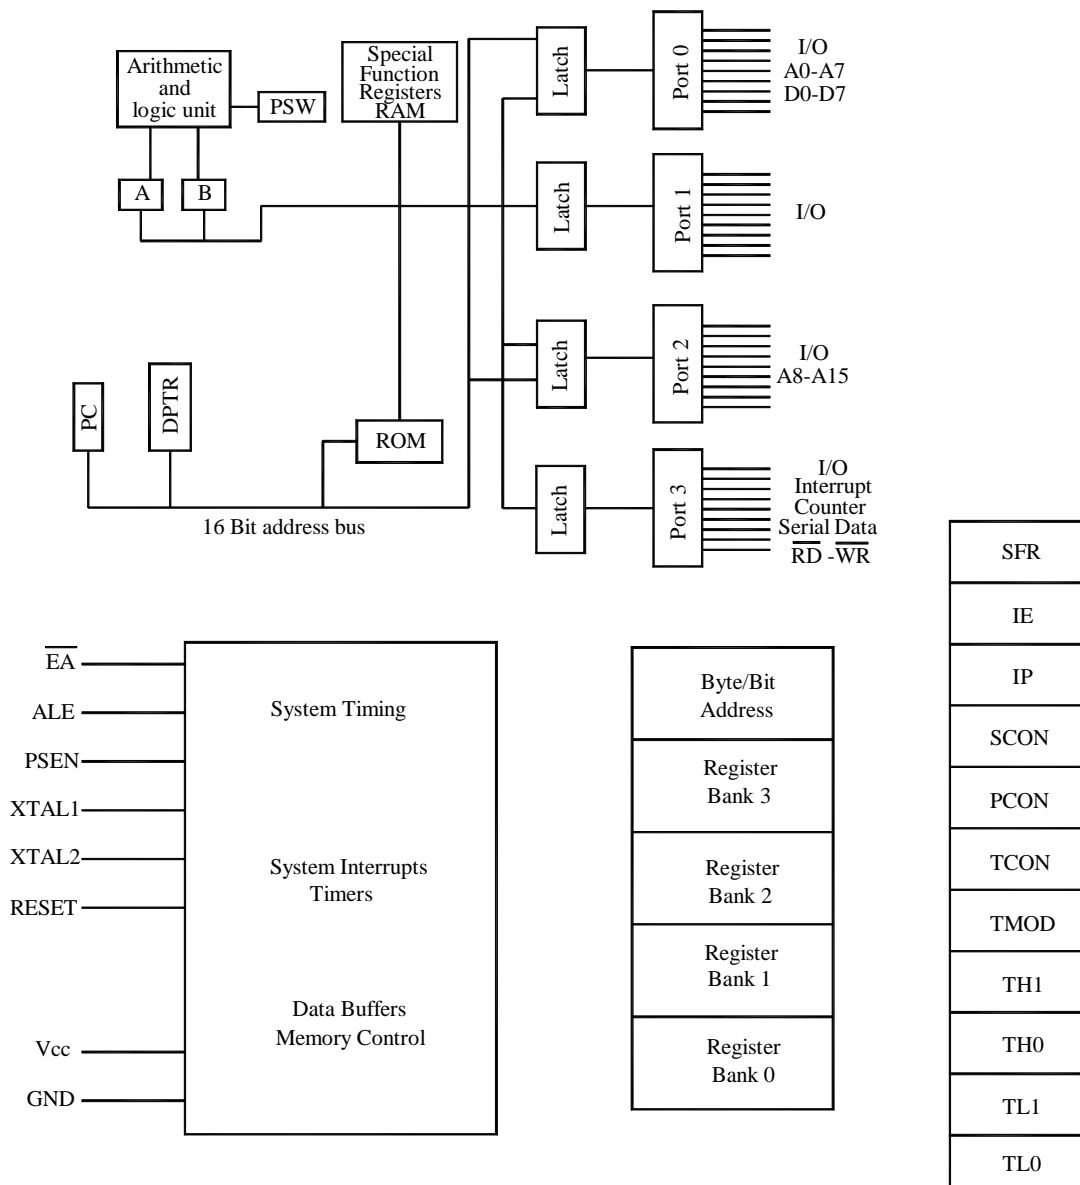 Arithmetic
and
logic unit
PSW
A
B
Special
Function
Registers
RAM
Latch
Port 0
I/O
A0-A7
D0-D7
Latch
Port 1
I/O
Latch
Port 2
I/O
A8-A15
Latch
Port 3
I/O
Interrupt
Counter
Serial Data
RD -WR
PC
DPTR
ROM
16 Bit address bus
EA
ALE
PSEN
XTAL1
XTAL2
RESET
Vcc
GND
System Timing
System Interrupts
Timers
Data Buffers
Memory Control
Byte/Bit
Address
Register
Bank 3
Register
Bank 2
Register
Bank 1
Register
Bank 0
SFR
IE
IP
SCON
PCON
TCON
TMOD
TH1
TH0
TL1
TL0